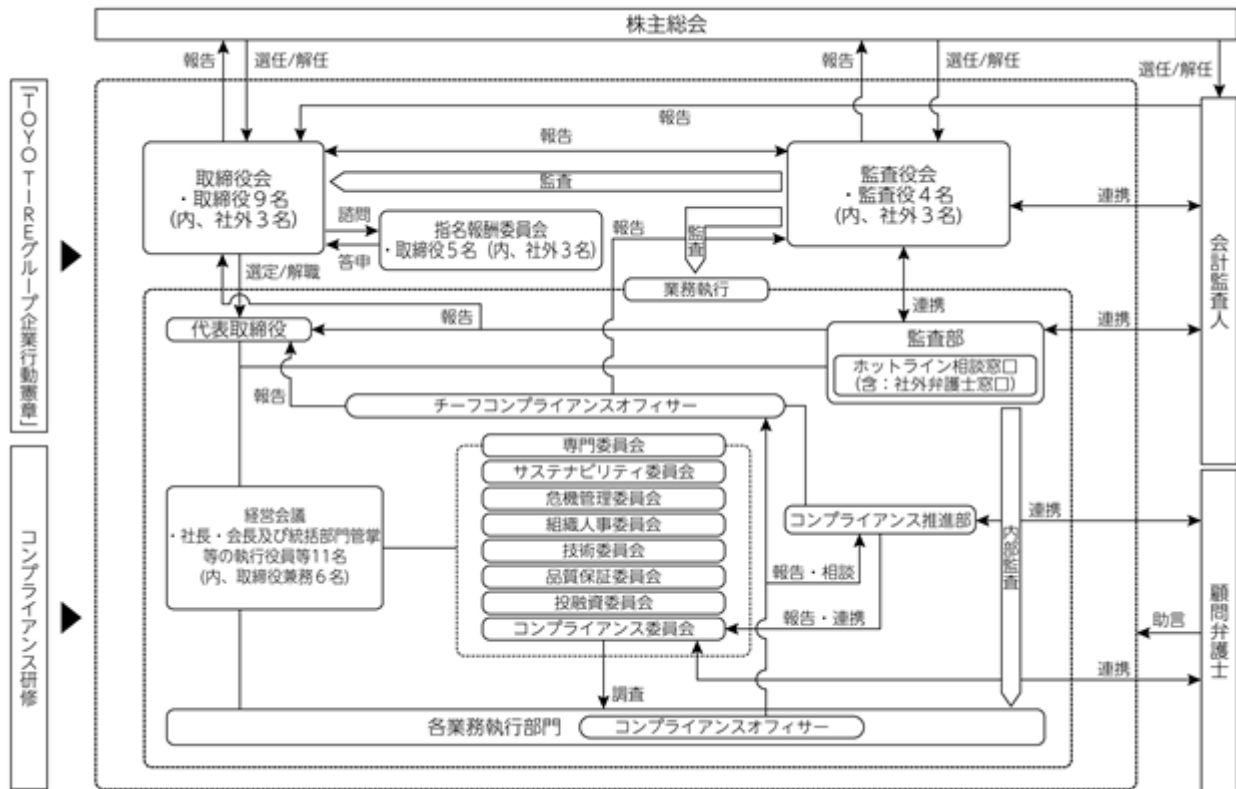 株主総会
報告
選任/解任
報告
選任/解任
選任/解任
「TOYO TIREグループ企業行動憲章」
コンプライアンス研修
報告
報告
取締役会
・取締役9名
(内、社外3名)
監査
監査役会
・監査役4名
(内、社外3名)
連携
会計監査人
諮問
答申
指名報酬委員会
・取締役5名 (内、社外3名)
報告
監査
選定/解職
業務執行
連携
代表取締役
報告
監査部
ホットライン相談窓口
(含:社外弁護士窓口)
連携
報告
チーフコンプライアンスオフィサー
専門委員会
サステナビリティ委員会
危機管理委員会
組織人事委員会
技術委員会
品質保証委員会
投融資委員会
コンプライアンス委員会
経営会議
・社長・会長及び統括部門管掌
等の執行役員等11名
(内、取締役兼務6名)
コンプライアンス推進部
連携
内部監査
報告・相談
報告・連携
顧問弁護士
助言
連携
調査
各業務執行部門
コンプライアンスオフィサー